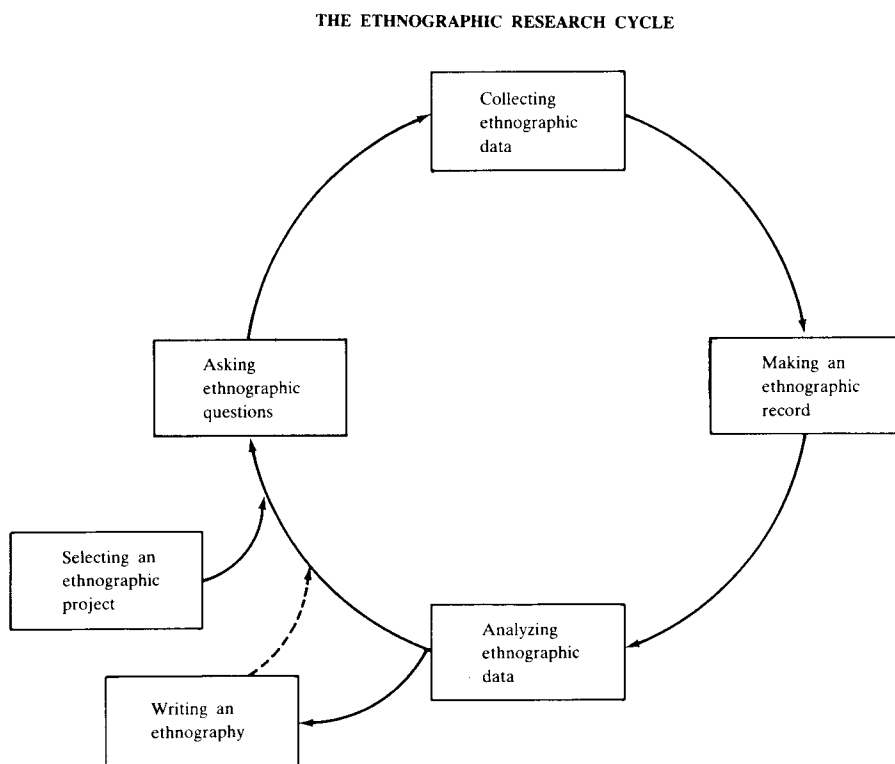 THE ETHNOGRAPHIC RESEARCH CYCLE
Collecting
ethnographic
data
Asking
ethnographic
questions
Making an
ethnographic
record
Selecting an
ethnographic
project
Analyzing
ethnographic
data
Writing an
ethnography